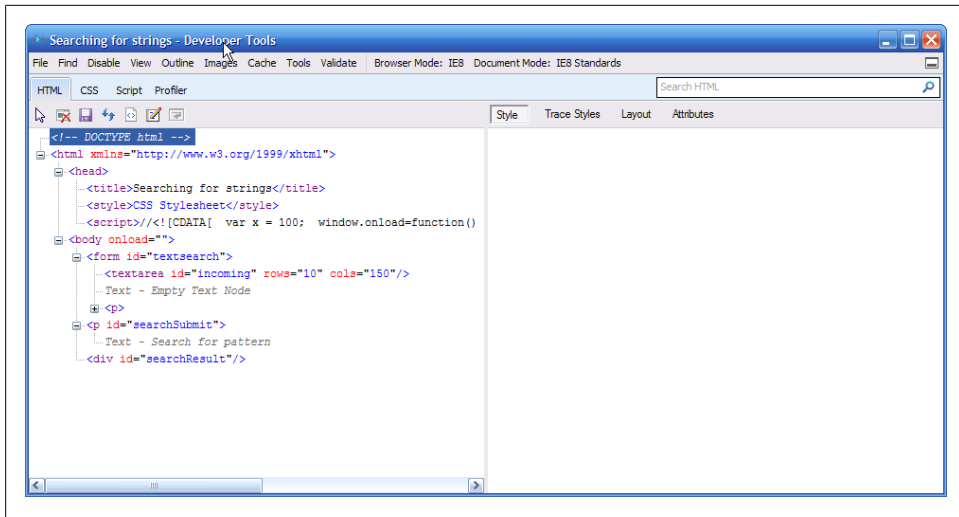 Searching for strings - Developer Tools
File Find Disable View Outline Images Cache Tools Validate Browser Mode: IE8 Document Mode: IE8 Standards
HTML CSS Script Profiler Search HTML
Style Trace Styles Layout Attributes
<!-- DOCTYPE html -->
<html xmlns="http://www.w3.org/1999/xhtml">
<head>
<title>Searching for strings</title>
<style>CSS Stylesheet</style>
<script>//<![CDATA[ var x = 100; window.onload=function()
<body onload="">
<form id="textsearch">
<textarea id="incoming" rows="10" cols="150"/>
Text - Empty Text Node
<p>
<p id="searchSubmit">
Text - Search for pattern
<div id="searchResult"/>